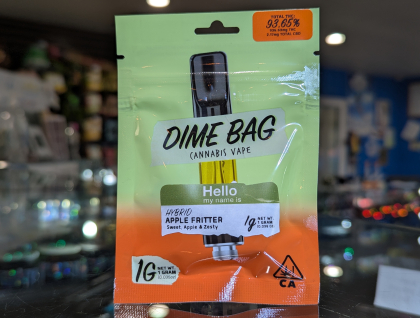 TOTAL THC:
93.65%
DIME BAG
CANNABIS VAPE
Hello
my name is
HYBRID
APPLE FRITTER
Sweet, Apple & Zesty
1g NET WT.
1 GRAM
1G NET WT.
1 GRAM
CA